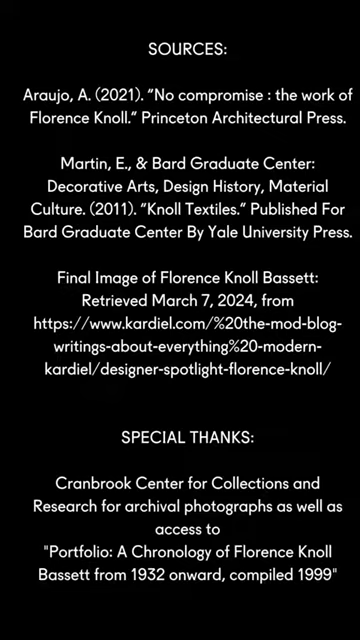 SOURCES:
Araujo, A. (2021). “No compromise : the work of
Florence Knoll.” Princeton Architectural Press.
Martin, E., & Bard Graduate Center:
Decorative Arts, Design History, Material
Culture. (2011). “Knoll Textiles.” Published For
Bard Graduate Center By Yale University Press.
Final Image of Florence Knoll Bassett:
Retrieved March 7, 2024, from
https://www.kardiel.com/%20the-mod-blog-
writings-about-everything%20-modern-
kardiel/designer-spotlight-florence-knoll/
SPECIAL THANKS:
Cranbrook Center for Collections and
Research for archival photographs as well as
access to
"Portfolio: A Chronology of Florence Knoll
Bassett from 1932 onward, compiled 1999"